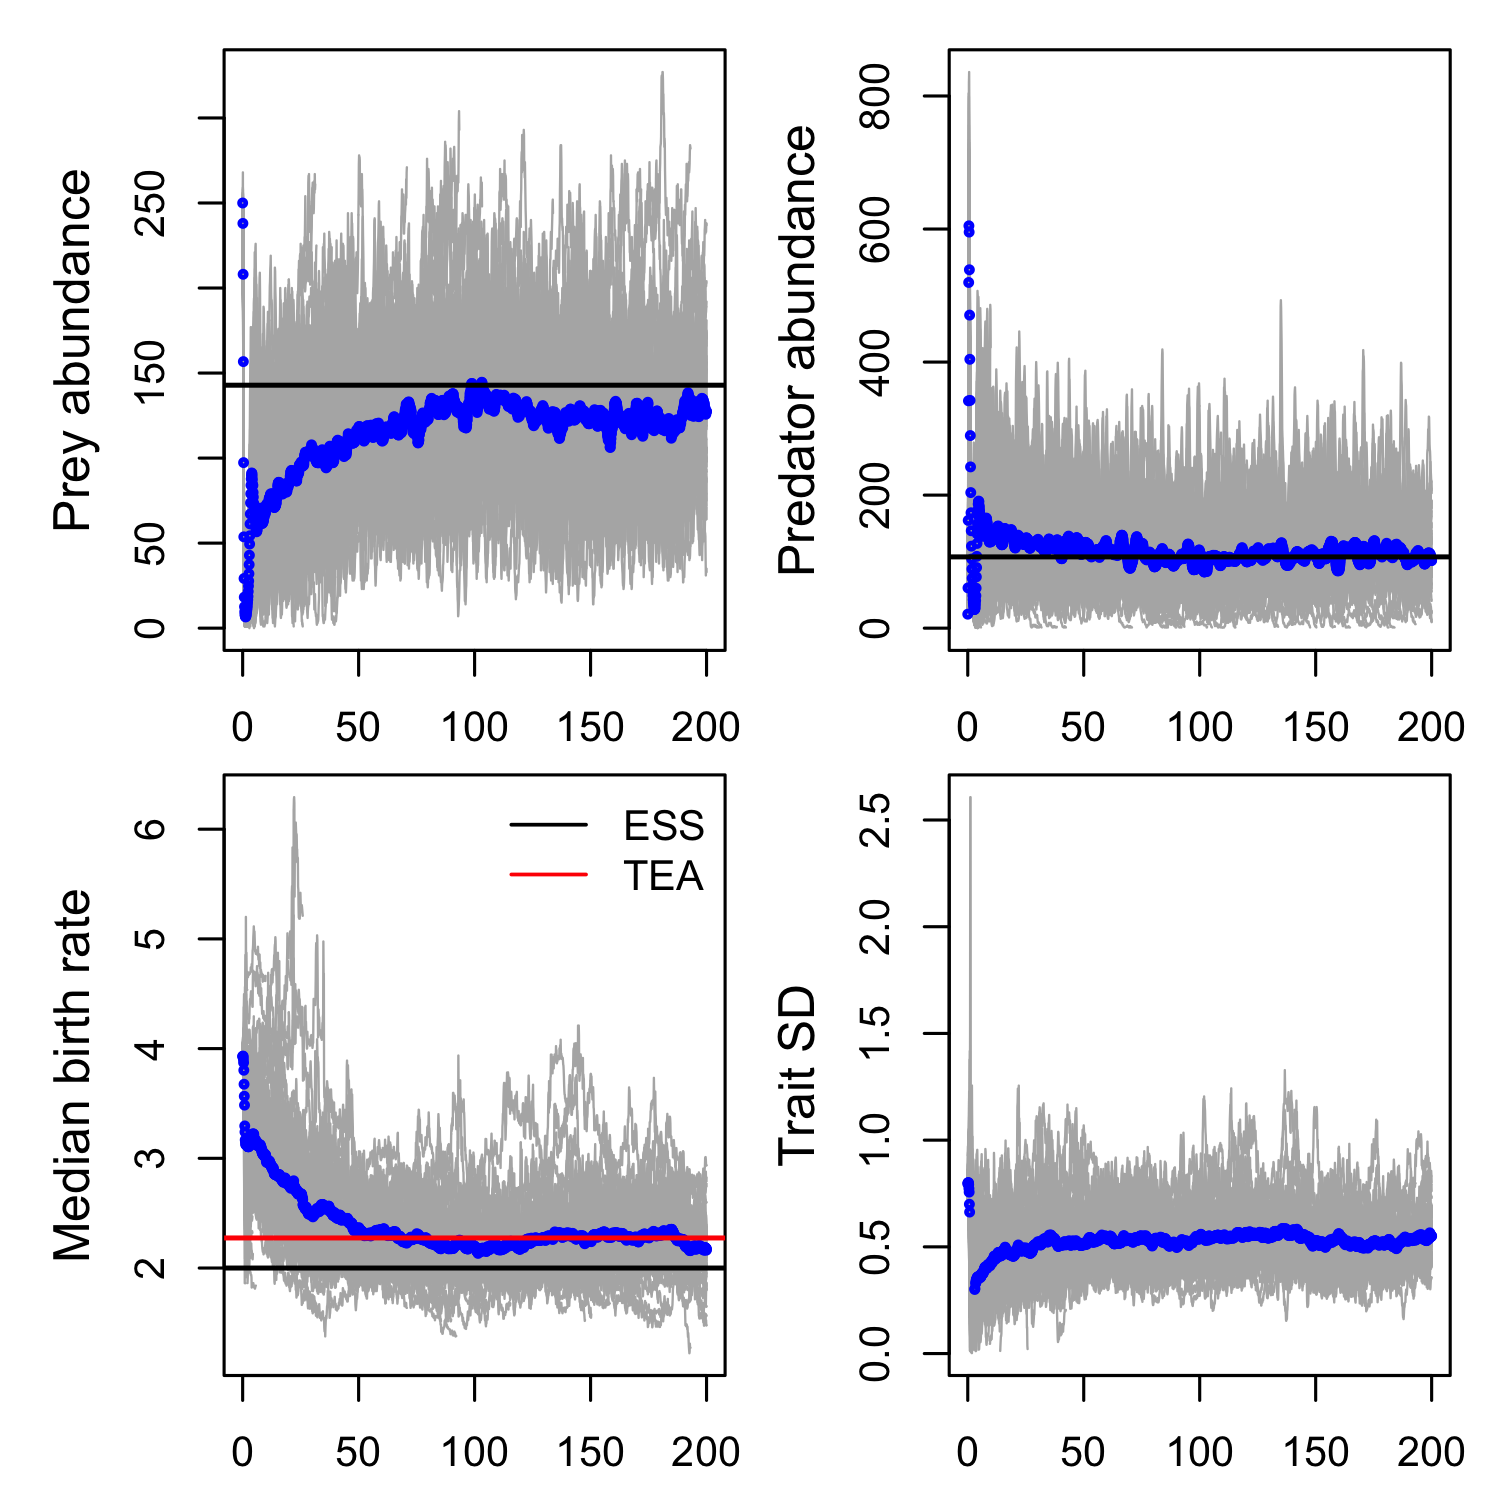 Prey abundance
0 50 150 250
0 50 100 150 200
Predator abundance
0 200 400 600 800
0 50 100 150 200
Median birth rate
2 3 4 5 6
ESS
TEA
0 50 100 150 200
Trait SD
0.0 0.5 1.0 1.5 2.0 2.5
0 50 100 150 200